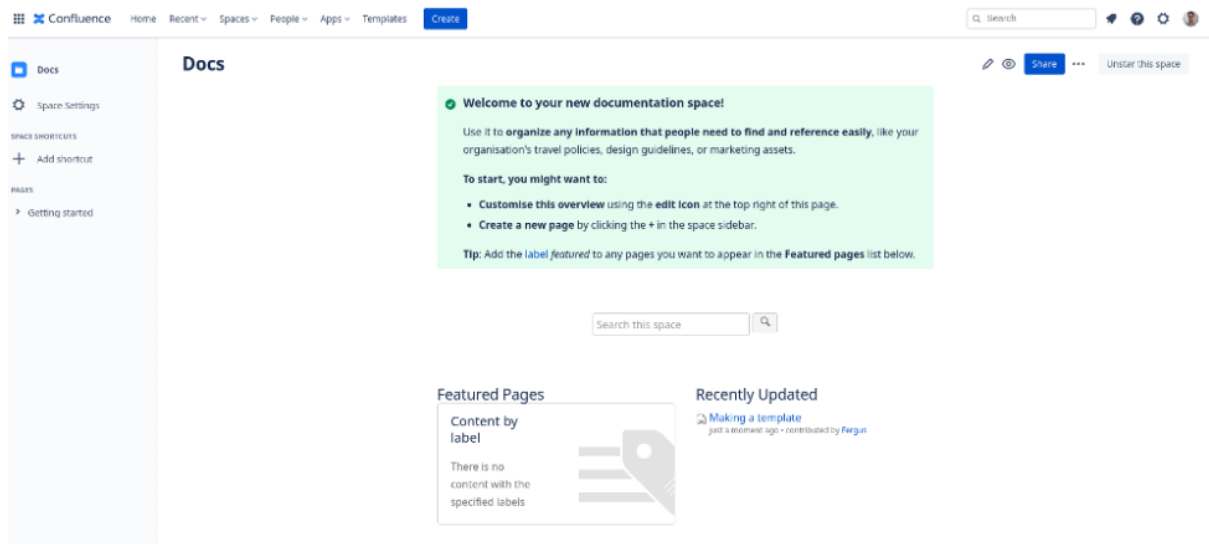 Confluence Home Recent Spaces People Apps Templates Create Search
Docs
Space Settings
SPACE SHORTCUTS
+ Add shortcut
PAGES
> Getting started
Docs
Share ••• Unstar this space
Welcome to your new documentation space!
Use it to organize any information that people need to find and reference easily, like your
organisation's travel policies, design guidelines, or marketing assets.
To start, you might want to:
• Customise this overview using the edit icon at the top right of this page.
• Create a new page by clicking the + in the space sidebar.
Tip: Add the label featured to any pages you want to appear in the Featured pages list below.
Search this space
Featured Pages
Content by
label
There is no
content with the
specified labels
Recently Updated
Making a template
just a moment ago • contributed by Fergus